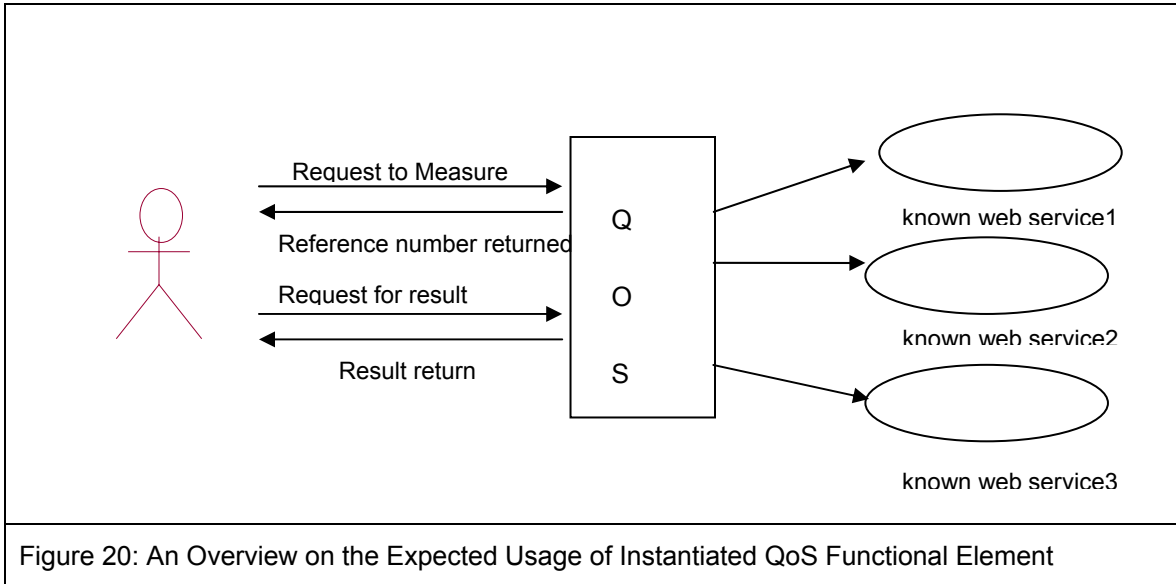 Request to Measure
Reference number returned
Request for result
Result return
Q
O
S
known web service1
known web service2
known web service3
Figure 20: An Overview on the Expected Usage of Instantiated QoS Functional Element